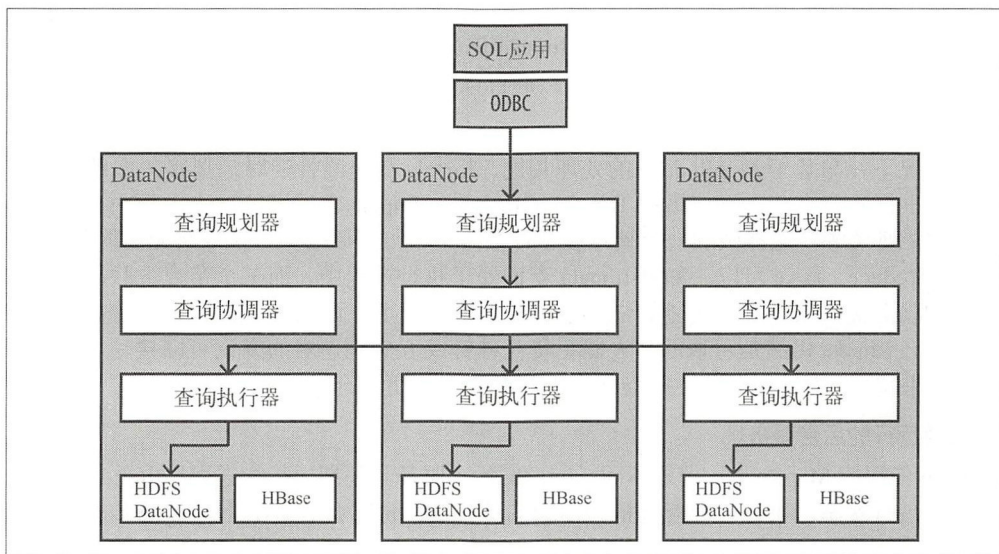 SQL应用
ODBC
DataNode
查询规划器
查询协调器
查询执行器
HDFS
DataNode
HBase
DataNode
查询规划器
查询协调器
查询执行器
HDFS
DataNode
HBase
DataNode
查询规划器
查询协调器
查询执行器
HDFS
DataNode
HBase